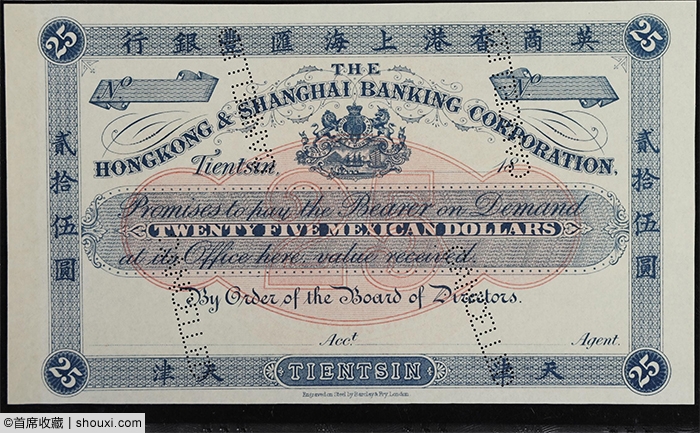 25 行銀豐匯海上港香商英 25
THE
No No
HONGKONG & SHANGHAI BANKING CORPORATION,
Tientsin, 18
貳拾伍圓
貳拾伍圓
Promises to pay the Bearer on Demand
TWENTY FIVE MEXICAN DOLLARS
at its Office here, value received.
By Order of the Board of Directors.
Acct. Agent.
25 津天 TIENTSIN 津天 25
Engraved on Steel by Barclay & Fry London.
©首席收藏 | shouxi.com